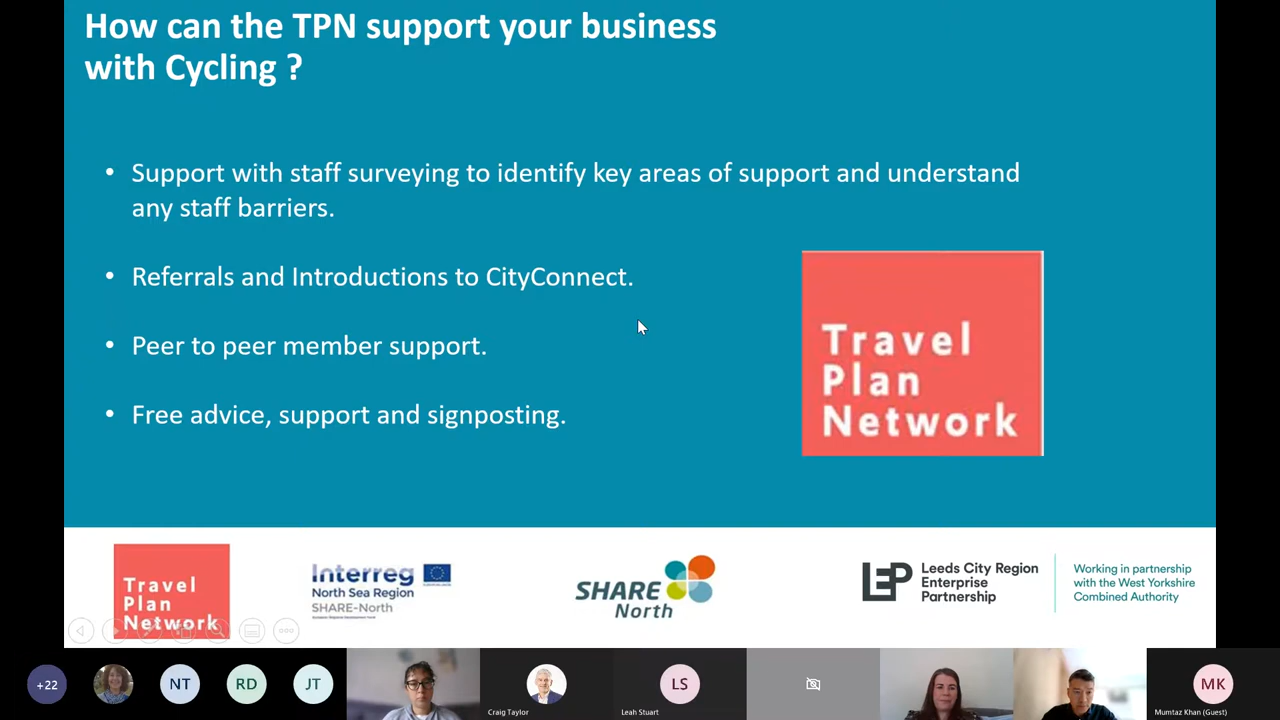 How can the TPN support your business
with Cycling ?
• Support with staff surveying to identify key areas of support and understand
any staff barriers.
• Referrals and Introductions to CityConnect.
• Peer to peer member support.
• Free advice, support and signposting.
Travel
Plan
Network
Travel
Plan
Network
Interreg
North Sea Region
SHARE-North
SHARE
North
LEP
Leeds City Region
Enterprise
Partnership
Working in partnership
with the West Yorkshire
Combined Authority
+22
NT
RD
JT
Craig Taylor
LS
Leah Stuart
MK
Mumtaz Khan (Guest)